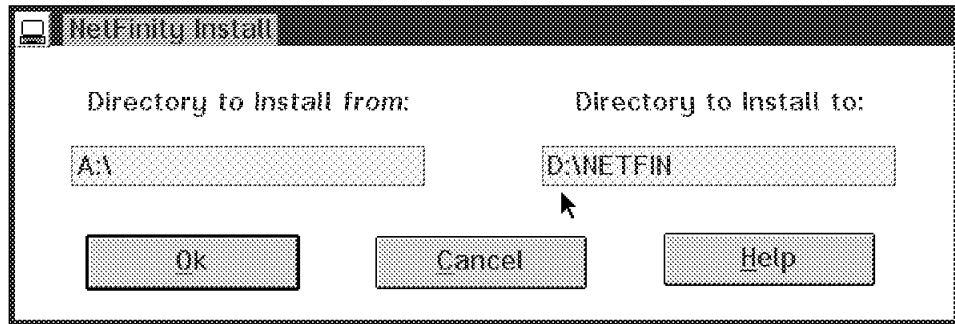 NetFinity Install
Directory to Install from:
Directory to Install to:
A:\
D:\NETFIN
Ok
Cancel
Help